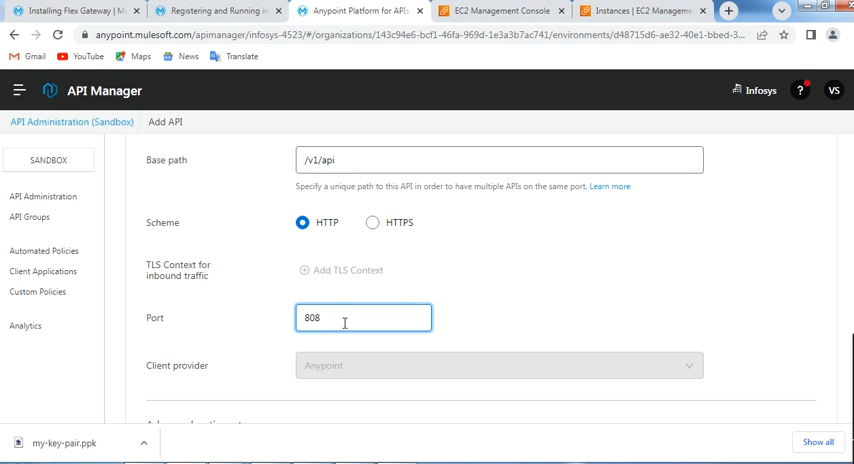 Installing Flex Gateway | Mu
Registering and Running in
Anypoint Platform for APIs
EC2 Management Console
Instances | EC2 Manageme
anypoint.mulesoft.com/apimanager/infosys-4523/#/organizations/143c94e6-bcf1-46fa-969d-1e3a3b7ac741/environments/d48715d6-ae32-40e1-bbed-3...
Gmail YouTube Maps News Translate
API Manager
Infosys
?
VS
API Administration (Sandbox) Add API
SANDBOX
API Administration
API Groups
Automated Policies
Client Applications
Custom Policies
Analytics
Base path
/v1/api
Specify a unique path to this API in order to have multiple APIs on the same port. Learn more
Scheme
HTTP HTTPS
TLS Context for
inbound traffic
Add TLS Context
Port
808
Client provider
Anypoint
my-key-pair.ppk
Show all